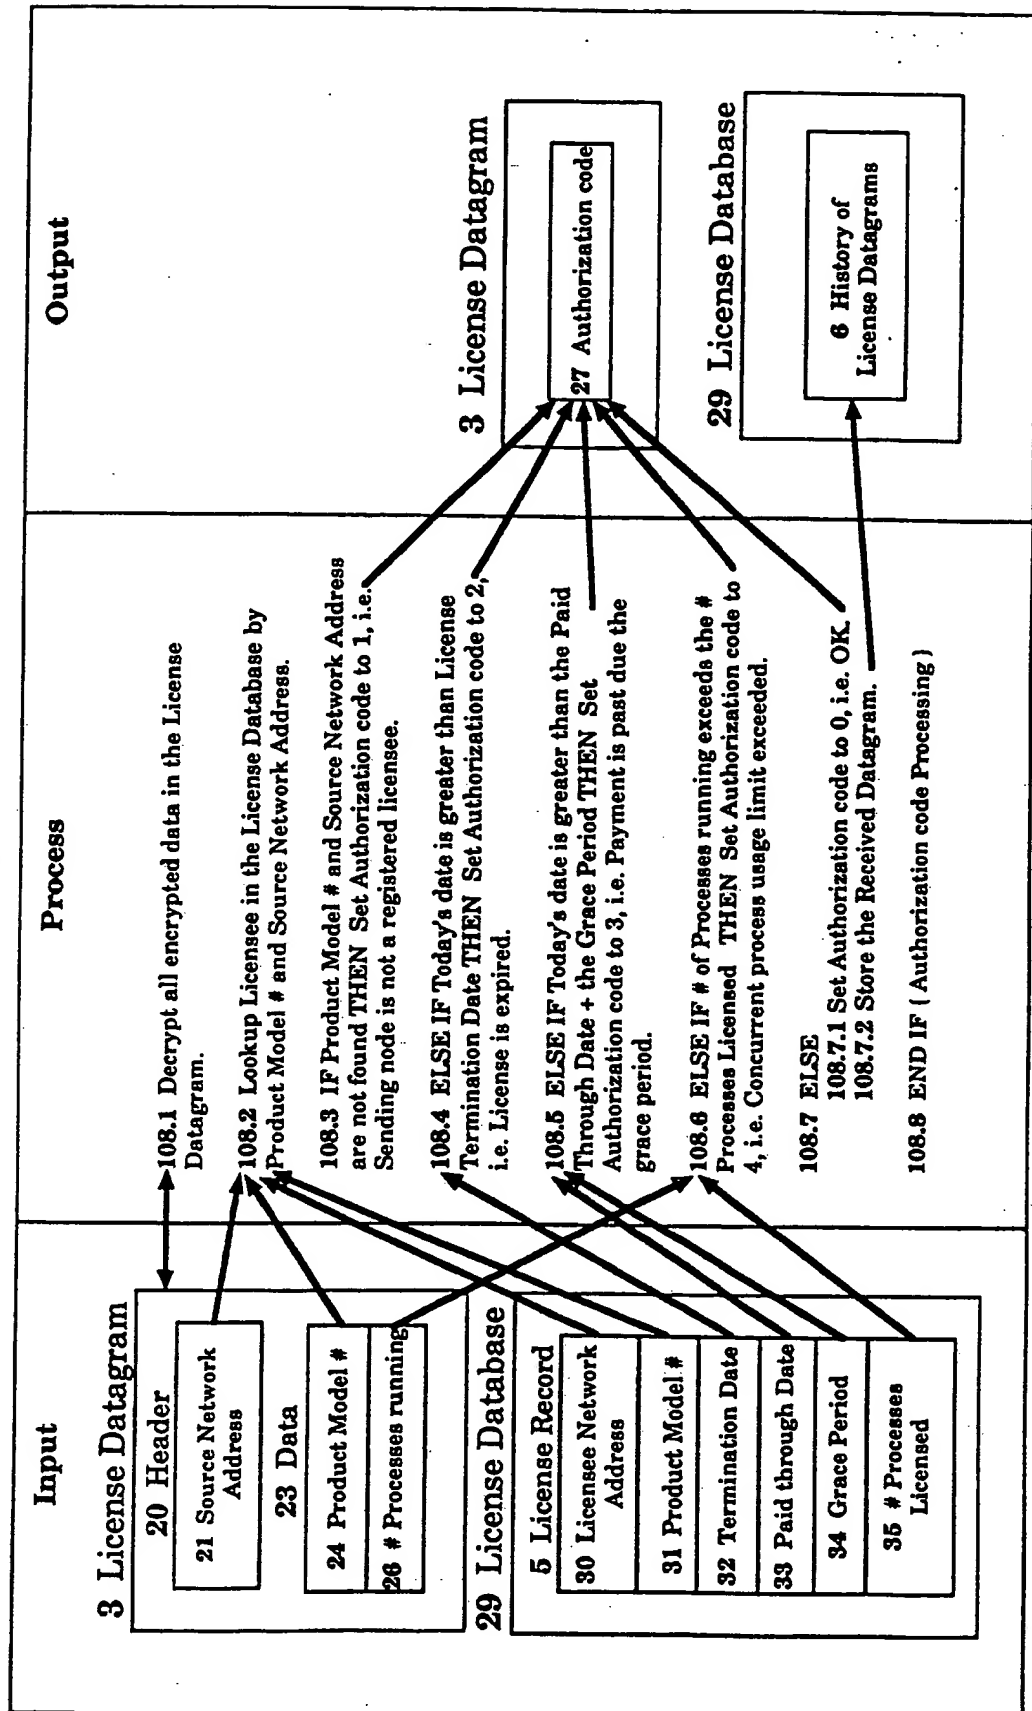 Input
3 License Datagram
20 Header
21 Source Network
Address
23 Data
24 Product Model #
26 # Processes running
29 License Database
5 License Record
30 Licensee Network
Address
31 Product Model #
32 Termination Date
33 Paid through Date
34 Grace Period
35 # Processes
Licensed
Process
108.1 Decrypt all encrypted data in the License
Datagram.
108.2 Lookup Licensee in the License Database by
Product Model # and Source Network Address.
108.3 IF Product Model # and Source Network Address
are not found THEN Set Authorization code to 1, i.e.
Sending node is not a registered licensee.
108.4 ELSE IF Today's date is greater than License
Termination Date THEN Set Authorization code to 2,
i.e. License is expired.
108.5 ELSE IF Today's date is greater than the Paid
Through Date + the Grace Period THEN Set
Authorization code to 3, i.e. Payment is past due the
grace period.
108.6 ELSE IF # of Processes running exceeds the #
Processes Licensed THEN Set Authorization code to
4, i.e. Concurrent process usage limit exceeded.
108.7 ELSE
108.7.1 Set Authorization code to 0, i.e. OK.
108.7.2 Store the Received Datagram.
108.8 END IF ( Authorization code Processing )
Output
3 License Datagram
27 Authorization code
29 License Database
6 History of
License Datagrams